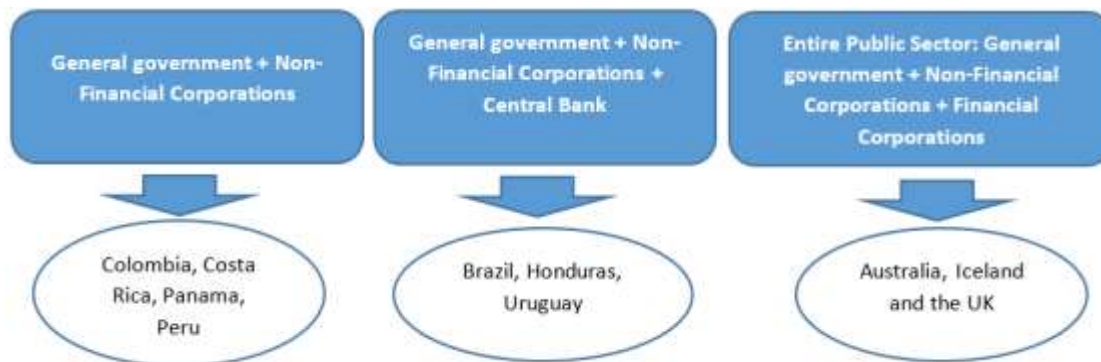 General government + Non-
Financial Corporations
General government + Non-
Financial Corporations +
Central Bank
Entire Public Sector: General
government + Non-Financial
Corporations + Financial
Corporations
Colombia, Costa
Rica, Panama,
Peru
Brazil, Honduras,
Uruguay
Australia, Iceland
and the UK